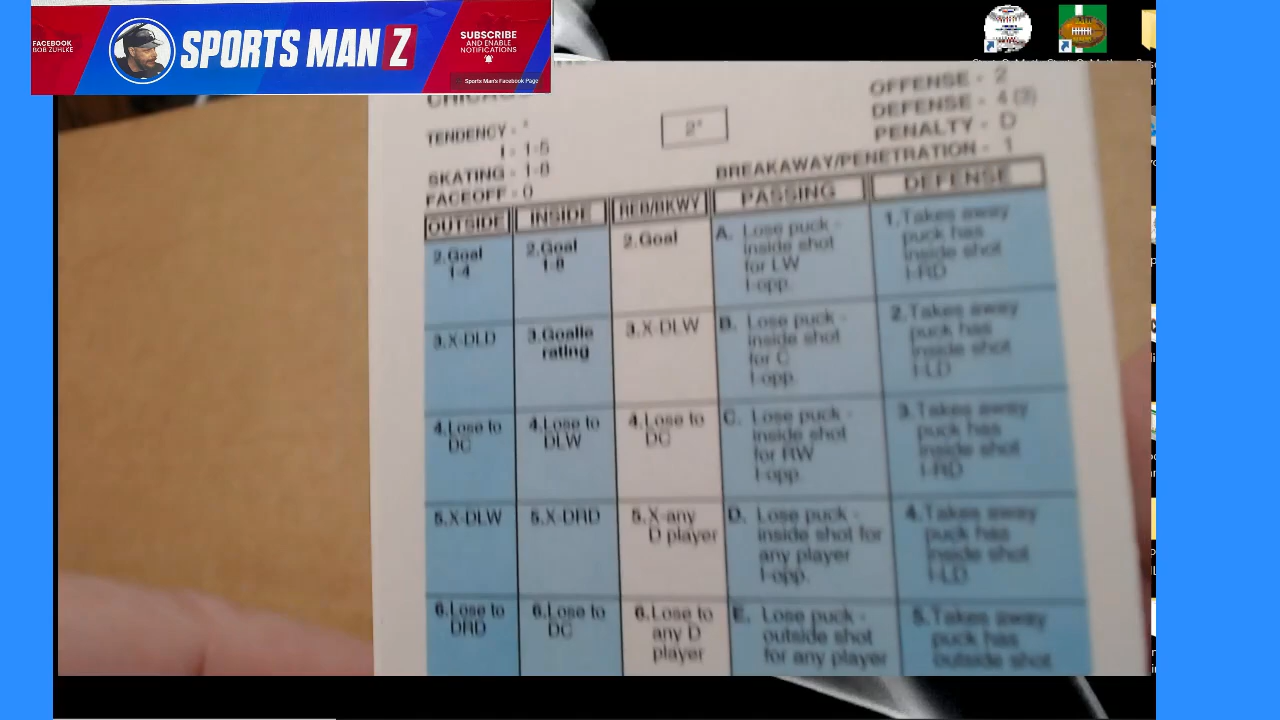 FACEBOOK
BOB ZUHLKE
SPORTS MAN Z
SUBSCRIBE
AND ENABLE
NOTIFICATIONS
Sports Man's Facebook Page
CHICAGO
OFFENSE - 2
DEFENSE - 4 (3)
PENALTY - D
BREAKAWAY/PENETRATION - 1
TENDENCY - *
I - 1-5
SKATING - 1-8
FACEOFF - 0
2*
OUTSIDE INSIDE REB/BKWY PASSING DEFENSE
2.Goal
1-4
2.Goal
1-8
2.Goal
A. Lose puck -
inside shot
for LW
I-opp.
1.Takes away
puck has
inside shot
I-RD
3.X-DLD
3.Goalie
rating
3.X-DLW
B. Lose puck -
inside shot
for C
I-opp.
2.Takes away
puck has
inside shot
I-LD
4.Lose to
DC
4.Lose to
DLW
4.Lose to
DC
C. Lose puck -
inside shot
for RW
I-opp.
3.Takes away
puck has
inside shot
I-RD
5.X-DLW
5.X-DRD
5.X-any
D player
D. Lose puck -
inside shot for
any player
I-opp.
4.Takes away
puck has
inside shot
I-LD
6.Lose to
DRD
6.Lose to
DC
6.Lose to
any D
player
E. Lose puck -
outside shot
for any player
5.Takes away
puck has
outside shot